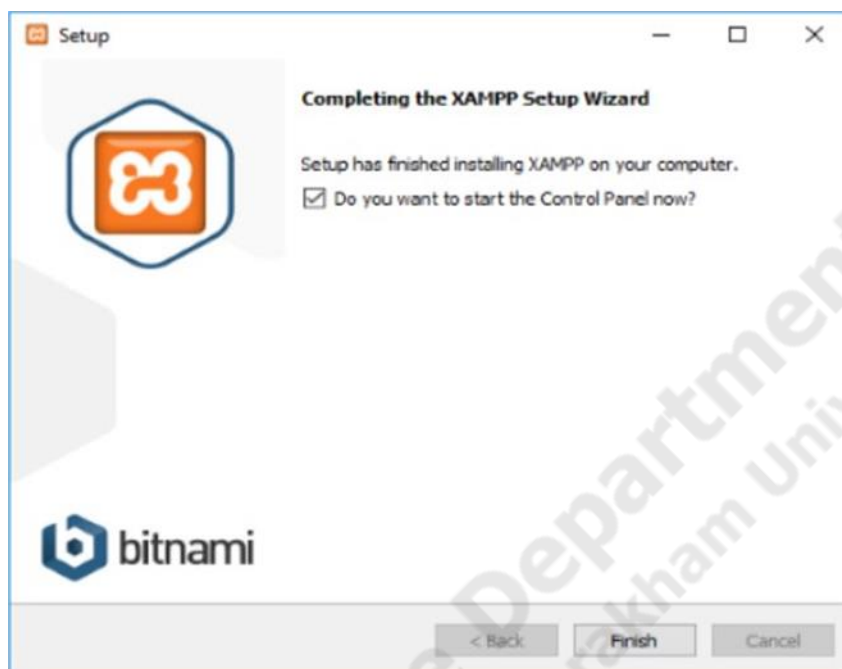 Setup
Completing the XAMPP Setup Wizard
Setup has finished installing XAMPP on your computer.
Do you want to start the Control Panel now?
bitnami
< Back
Finish
Cancel
Department